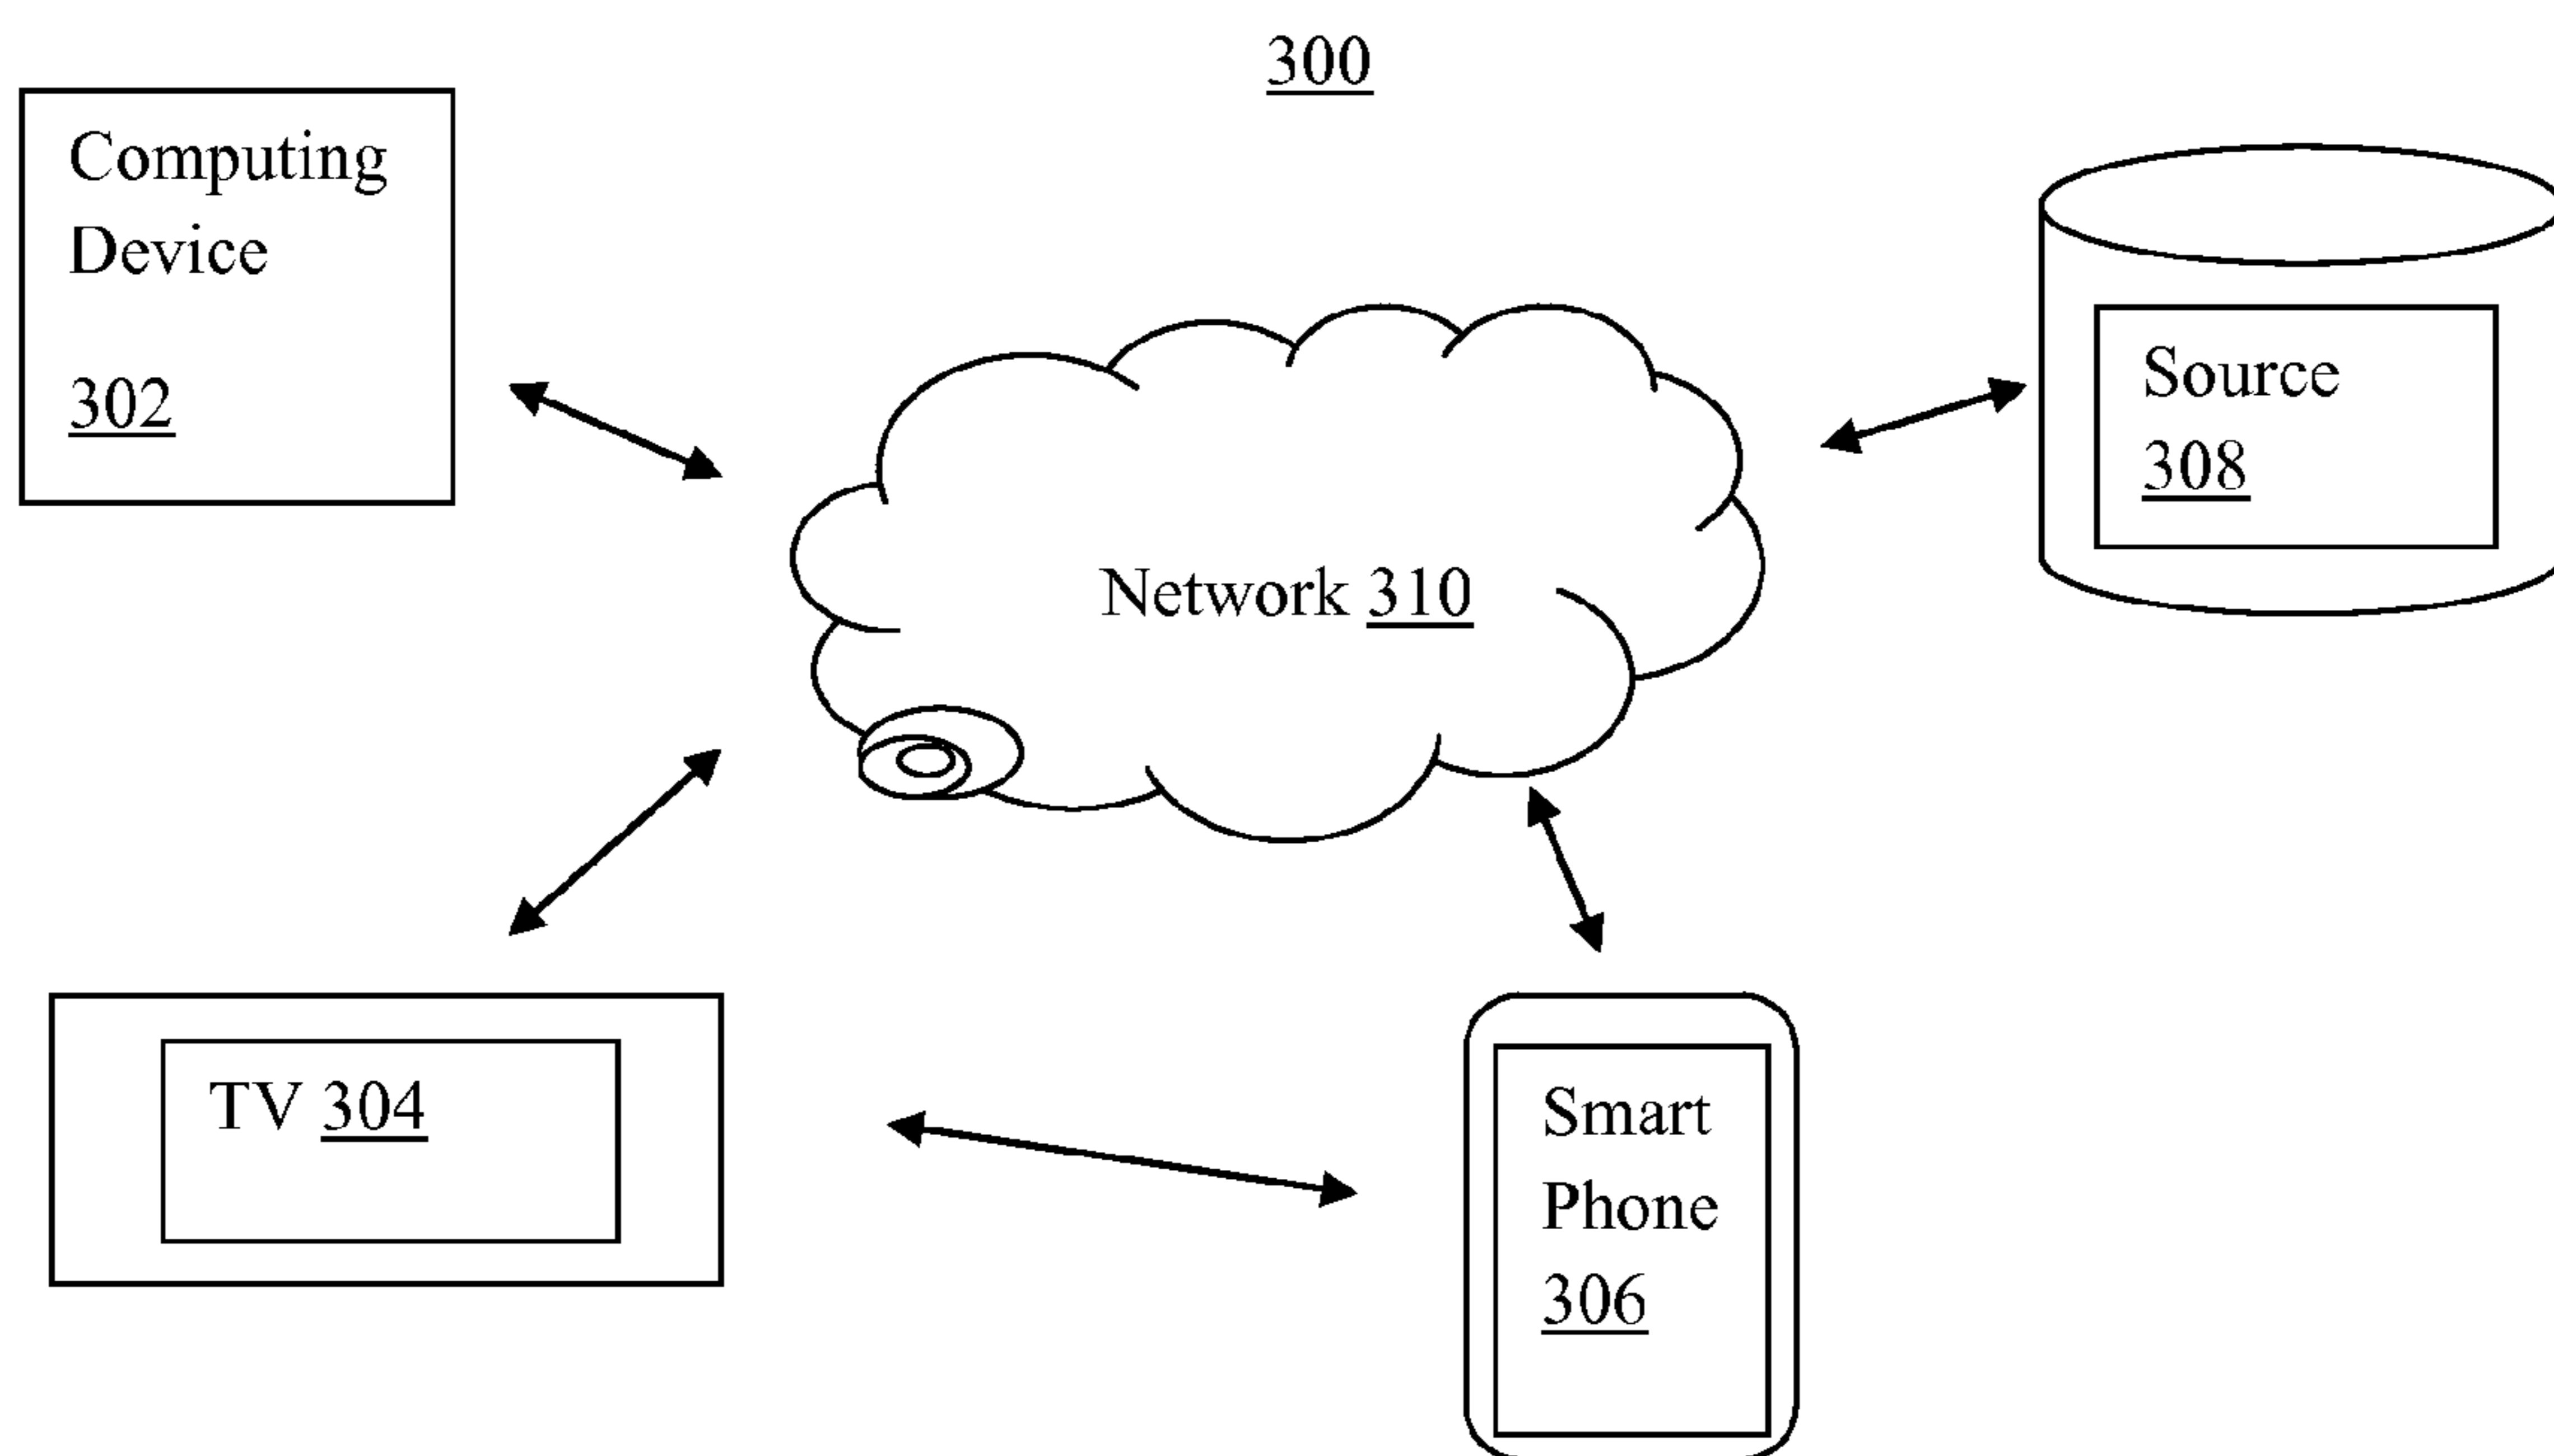 300
Computing
Device
302
Source
308
Network 310
TV 304
Smart
Phone
306